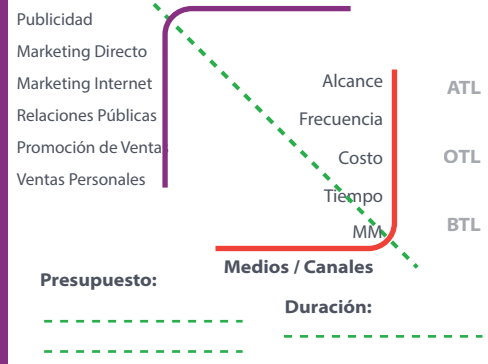 Publicidad
Marketing Directo
Marketing Internet
Relaciones Públicas
Promoción de Ventas
Ventas Personales
Alcance
Frecuencia
Costo
Tiempo
MM
ATL
OTL
BTL
Medios / Canales
Presupuesto:
Duración: